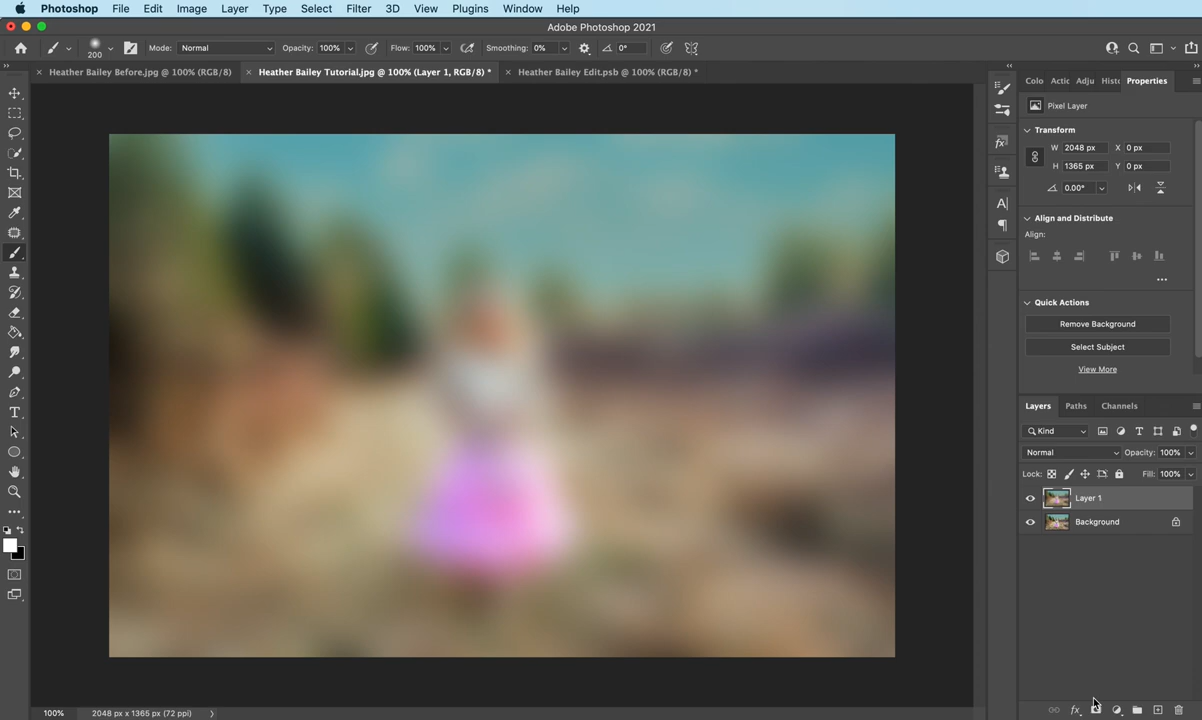 Photoshop File Edit Image Layer Type Select Filter 3D View Plugins Window Help
Adobe Photoshop 2021
200 Mode: Normal Opacity: 100% Flow: 100% Smoothing: 0% 0°
Heather Bailey Before.jpg @ 100% (RGB/8) Heather Bailey Tutorial.jpg @ 100% (Layer 1, RGB/8) * Heather Bailey Edit.psb @ 100% (RGB/8) *
Colo Actic Adju Histo Properties
Pixel Layer
Transform
W 2048 px X 0 px
H 1365 px Y 0 px
0.00°
Align and Distribute
Align:
Quick Actions
Remove Background
Select Subject
View More
Layers Paths Channels
Kind
Normal Opacity: 100%
Lock: Fill: 100%
Layer 1
Background
fx
100% 2048 px x 1365 px (72 ppi)